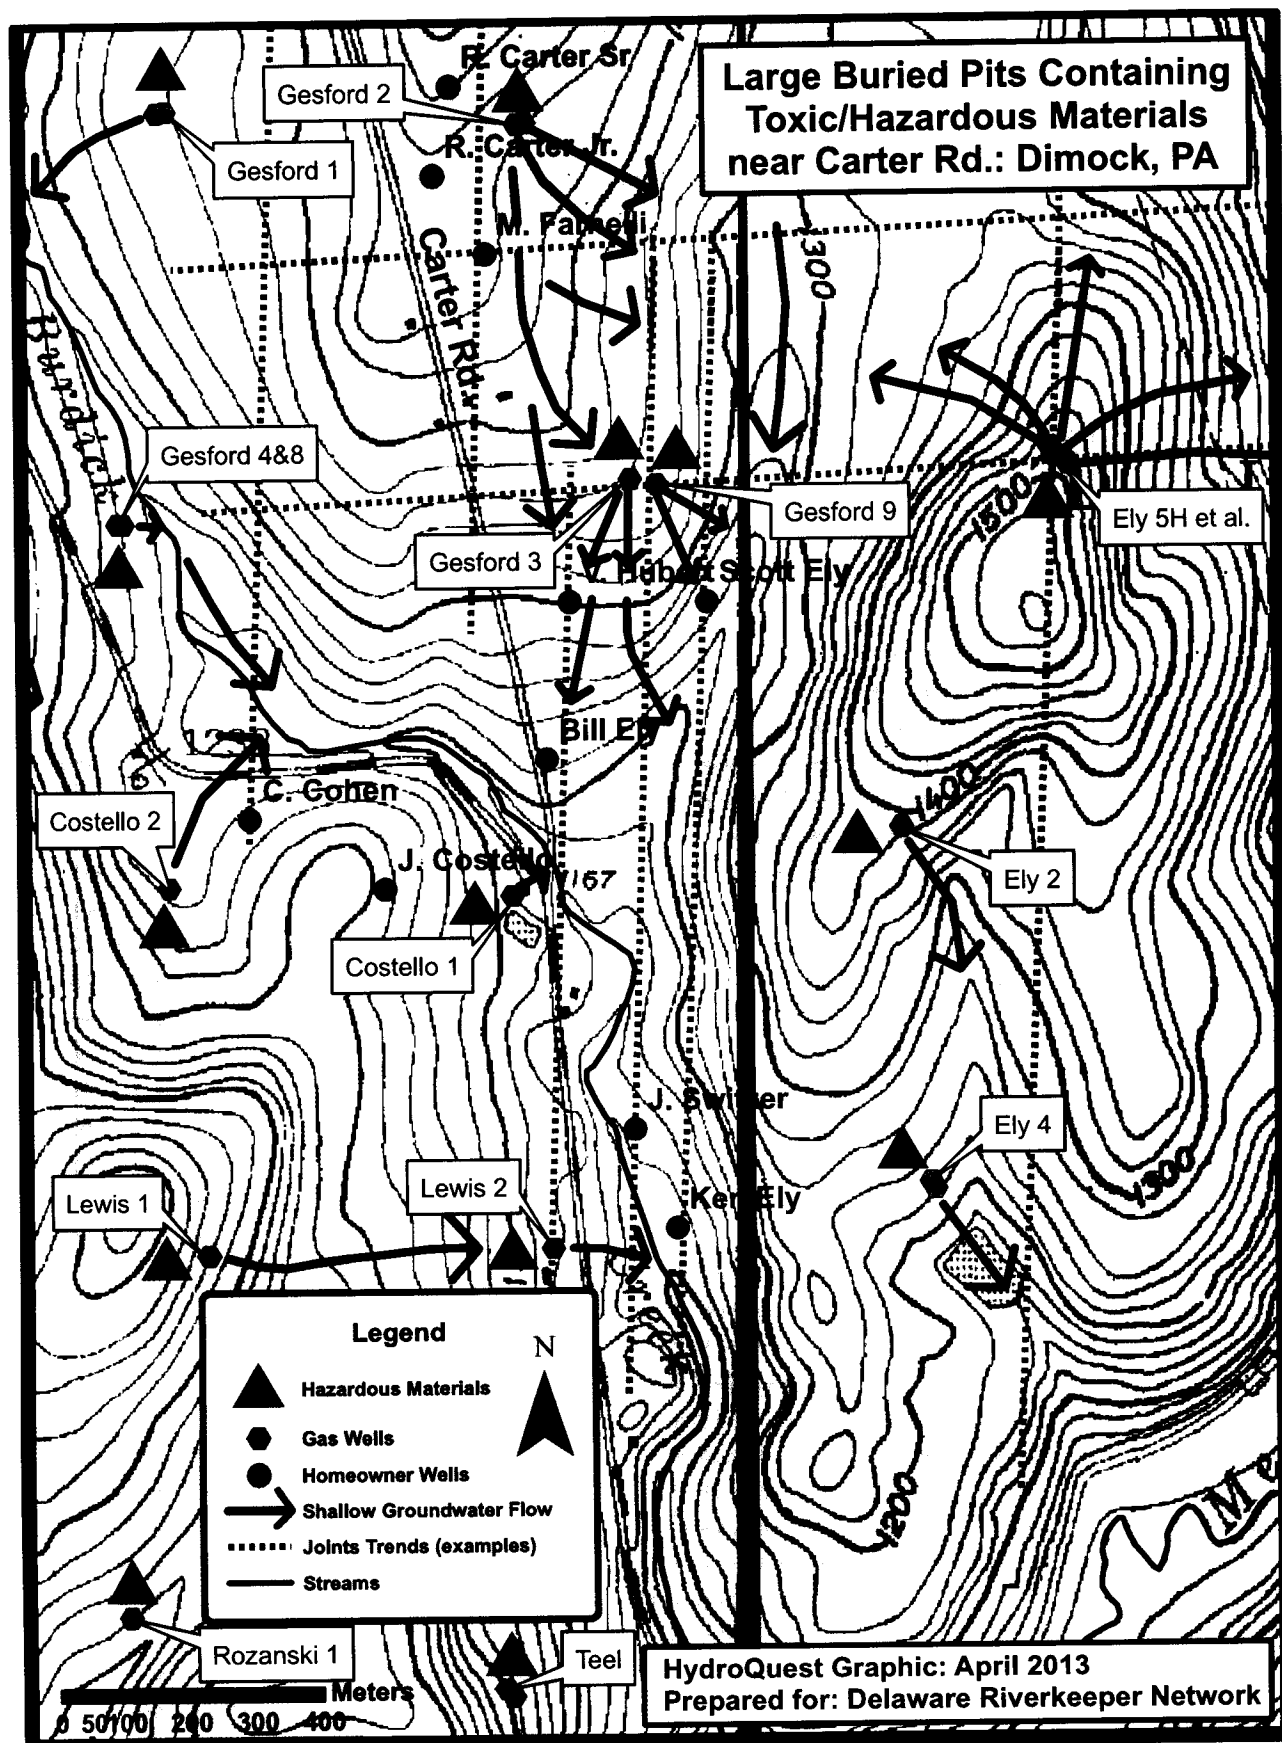 Large Buried Pits Containing
Toxic/Hazardous Materials
near Carter Rd.: Dimock, PA
R. Carter Sr
Gesford 2
R. Carter Jr.
Gesford 1
M. Farnelli
Carter Rd.
1300
Burdick
Gesford 4&8
1500
Gesford 9
Ely 5H et al.
Gesford 3
Hubert
Scott Ely
Bill Ely
C. Cohen
1400
Costello 2
J. Costello
1167
Ely 2
Costello 1
J. Switzer
Ely 4
1300
Lewis 2
Lewis 1
Ken Ely
Legend
N
Hazardous Materials
Gas Wells
Homeowner Wells
Shallow Groundwater Flow
Joints Trends (examples)
Streams
1200
Me
Rozanski 1
Teel
Meters
0 50100 200 300 400
HydroQuest Graphic: April 2013
Prepared for: Delaware Riverkeeper Network